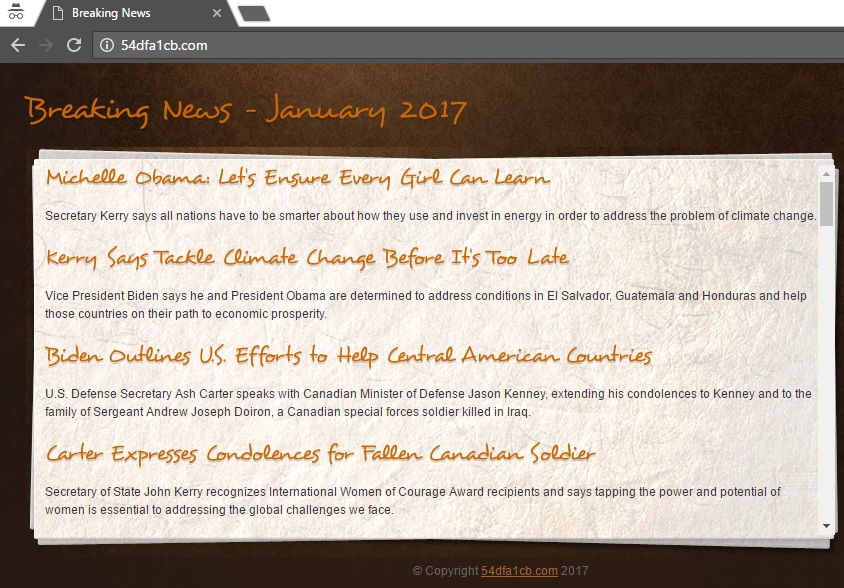 Breaking News
54dfa1cb.com
Breaking News - January 2017
Michelle Obama: Let's Ensure Every Girl Can Learn
Secretary Kerry says all nations have to be smarter about how they use and invest in energy in order to address the problem of climate change.
Kerry Says Tackle Climate Change Before It's Too Late
Vice President Biden says he and President Obama are determined to address conditions in El Salvador, Guatemala and Honduras and help
those countries on their path to economic prosperity.
Biden Outlines U.S. Efforts to Help Central American Countries
U.S. Defense Secretary Ash Carter speaks with Canadian Minister of Defense Jason Kenney, extending his condolences to Kenney and to the
family of Sergeant Andrew Joseph Doiron, a Canadian special forces soldier killed in Iraq.
Carter Expresses Condolences for Fallen Canadian Soldier
Secretary of State John Kerry recognizes International Women of Courage Award recipients and says tapping the power and potential of
women is essential to addressing the global challenges we face.
© Copyright 54dfa1cb.com 2017